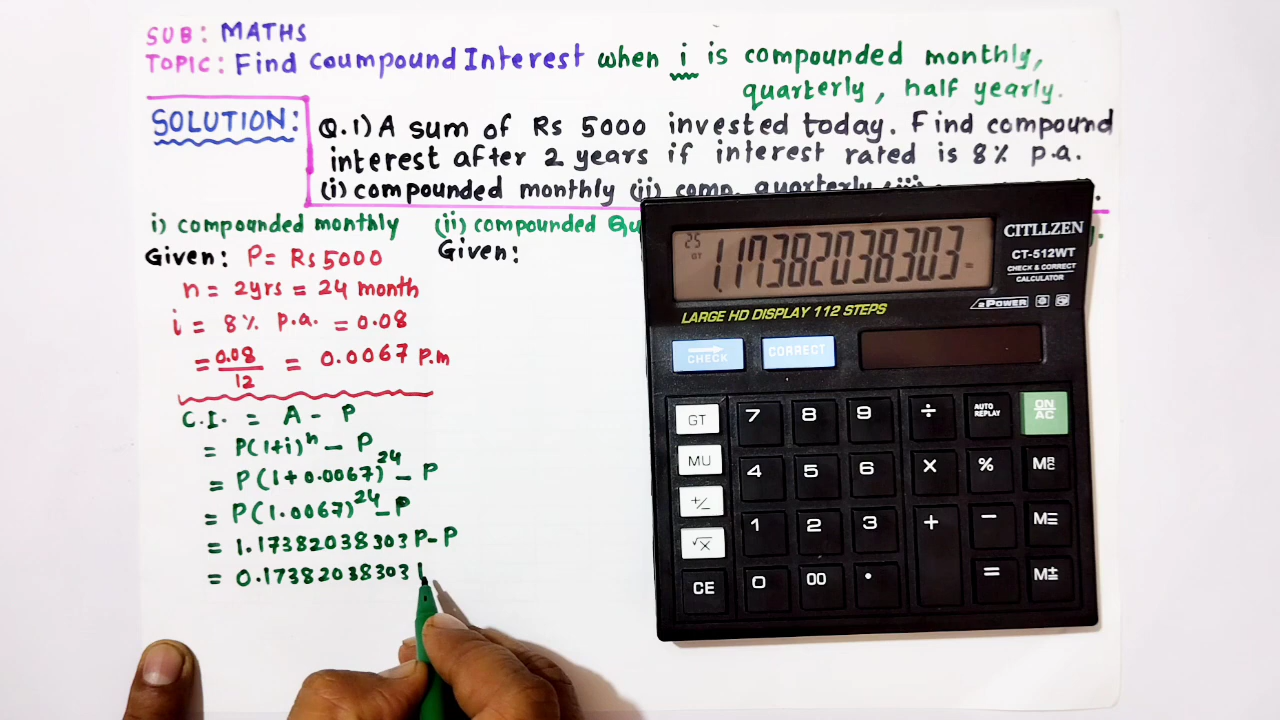 SUB: MATHS
TOPIC: Find Coumpound Interest when i is compounded monthly,
quarterly, half yearly.
SOLUTION:
Q.1) A sum of Rs 5000 invested today. Find compound
interest after 2 years if interest rated is 8% p.a.
(i) compounded monthly (ii) comp. quarterly (iii)
i) compounded monthly
Given: P = Rs 5000
n = 2yrs = 24 month
i = 8% p.a. = 0.08
= 0.08/12 = 0.0067 P.m
C.I. = A - P
= P(1+i)^n - P
= P(1+0.0067)^24 - P
= P(1.0067)^24 - P
= 1.17382038303 P - P
= 0.17382038303
(ii) compounded Qu
Given:
25
GT
1.17382038303 =
CITLLZEN
CT-512WT
CHECK & CORRECT
CALCULATOR
2 POWER
LARGE HD DISPLAY 112 STEPS
CHECK CORRECT
GT 7 8 9 ÷ AUTO REPLAY ON/AC
MU 4 5 6 X %
+/- 1 2 3 + −
√X
CE 0 00 • =